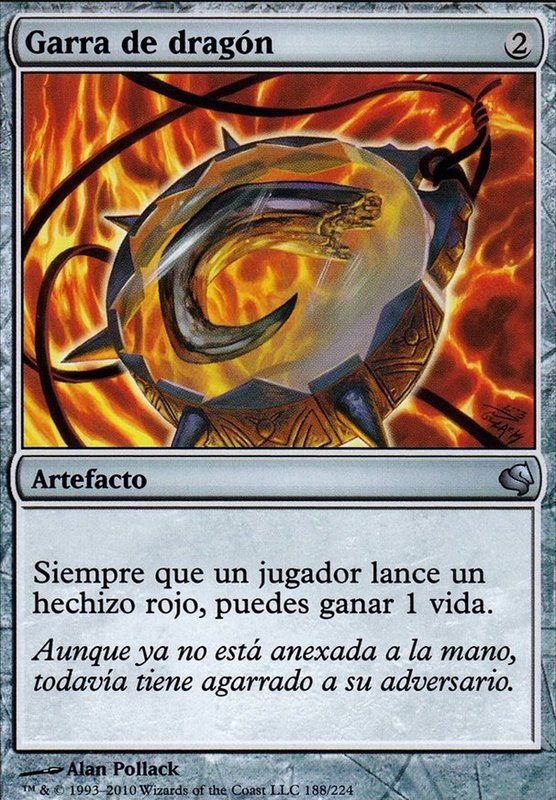 Garra de dragón
2
Artefacto
Siempre que un jugador lance un
hechizo rojo, puedes ganar 1 vida.
Aunque ya no está anexada a la mano,
todavía tiene agarrado a su adversario.
Alan Pollack
™ & © 1993–2010 Wizards of the Coast LLC 188/224